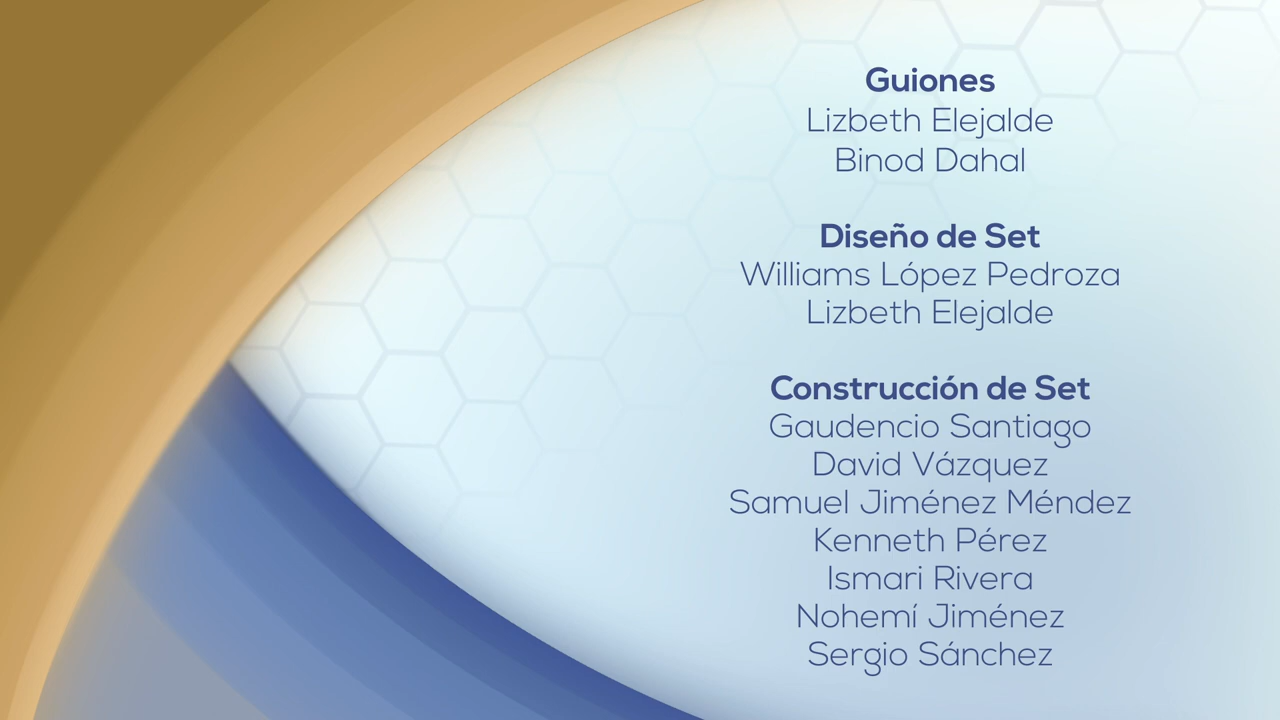 Guiones
Lizbeth Elejalde
Binod Dahal
Diseño de Set
Williams López Pedroza
Lizbeth Elejalde
Construcción de Set
Gaudencio Santiago
David Vázquez
Samuel Jiménez Méndez
Kenneth Pérez
Ismari Rivera
Nohemí Jiménez
Sergio Sánchez